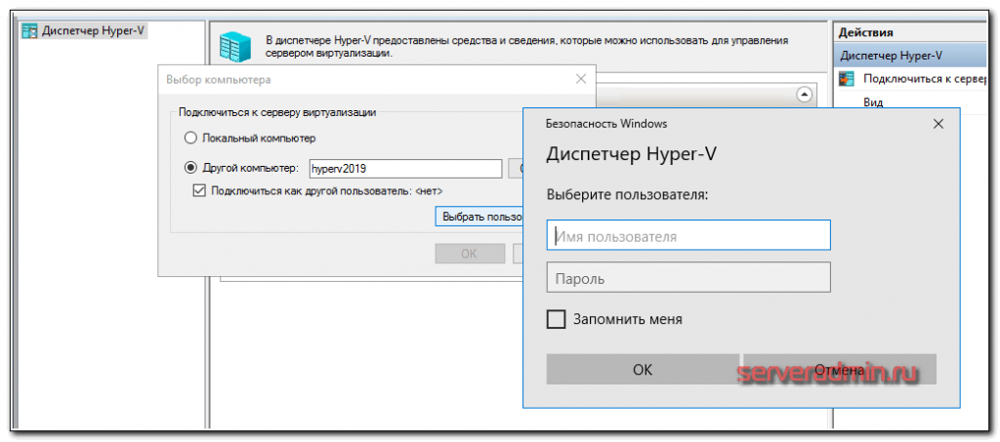 Диспетчер Hyper-V
В диспетчере Hyper-V предоставлены средства и сведения, которые можно использовать для управления
сервером виртуализации.
Действия
Диспетчер Hyper-V
Подключиться к
Вид
Выбор компьютера
Подключиться к серверу виртуализации
Локальный компьютер
Другой компьютер: hyperv2019
Подключиться как другой пользователь: <нет>
Выбрать
OK
Безопасность Windows
Диспетчер Hyper-V
Выберите пользователя:
Имя пользователя
Пароль
Запомнить меня
OK
Отмена
serveradmin.ru